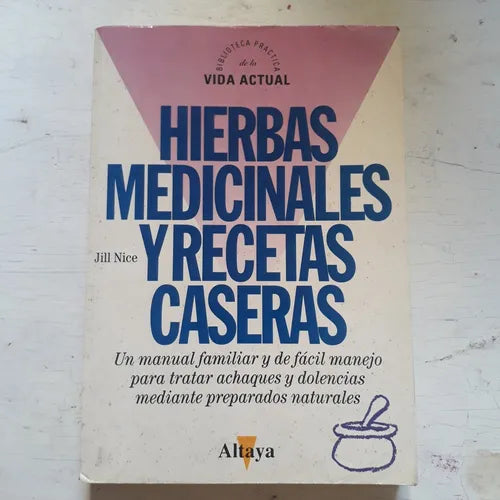 BIBLIOTECA PRACTICA
de la
VIDA ACTUAL
HIERBAS
MEDICINALES
Jill Nice Y RECETAS
CASERAS
Un manual familiar y de fácil manejo
para tratar achaques y dolencias
mediante preparados naturales
Altaya